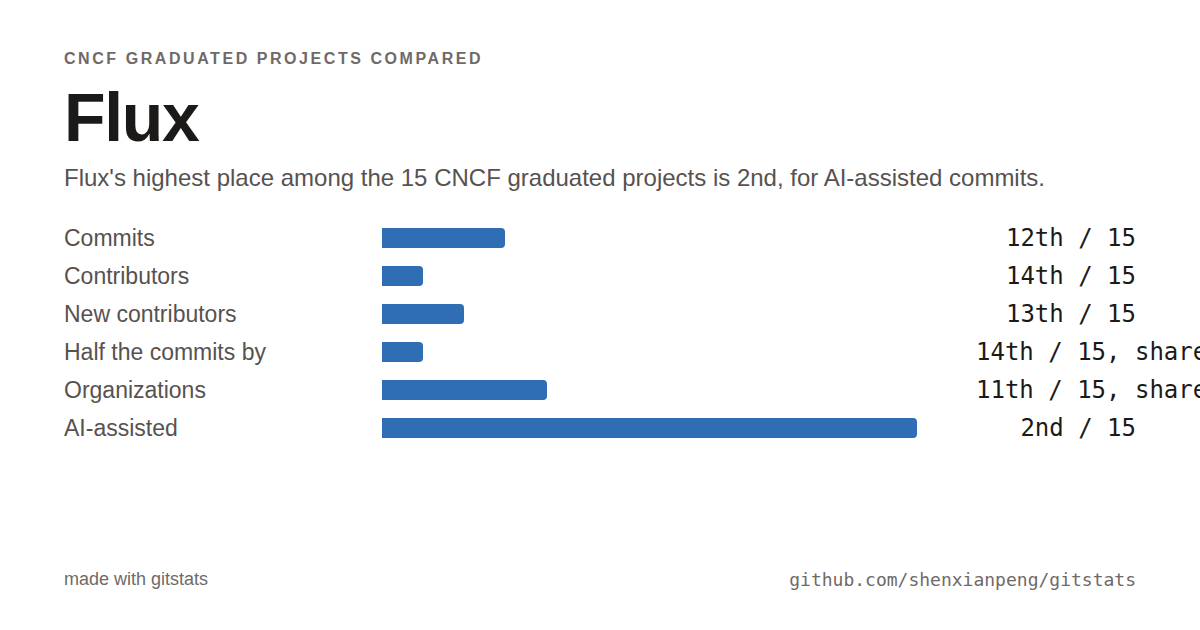 CNCF GRADUATED PROJECTS COMPARED
Flux
Flux's highest place among the 15 CNCF graduated projects is 2nd, for AI-assisted commits.
Commits 12th / 15
Contributors 14th / 15
New contributors 13th / 15
Half the commits by 14th / 15, share
Organizations 11th / 15, share
AI-assisted 2nd / 15
made with gitstats github.com/shenxianpeng/gitstats